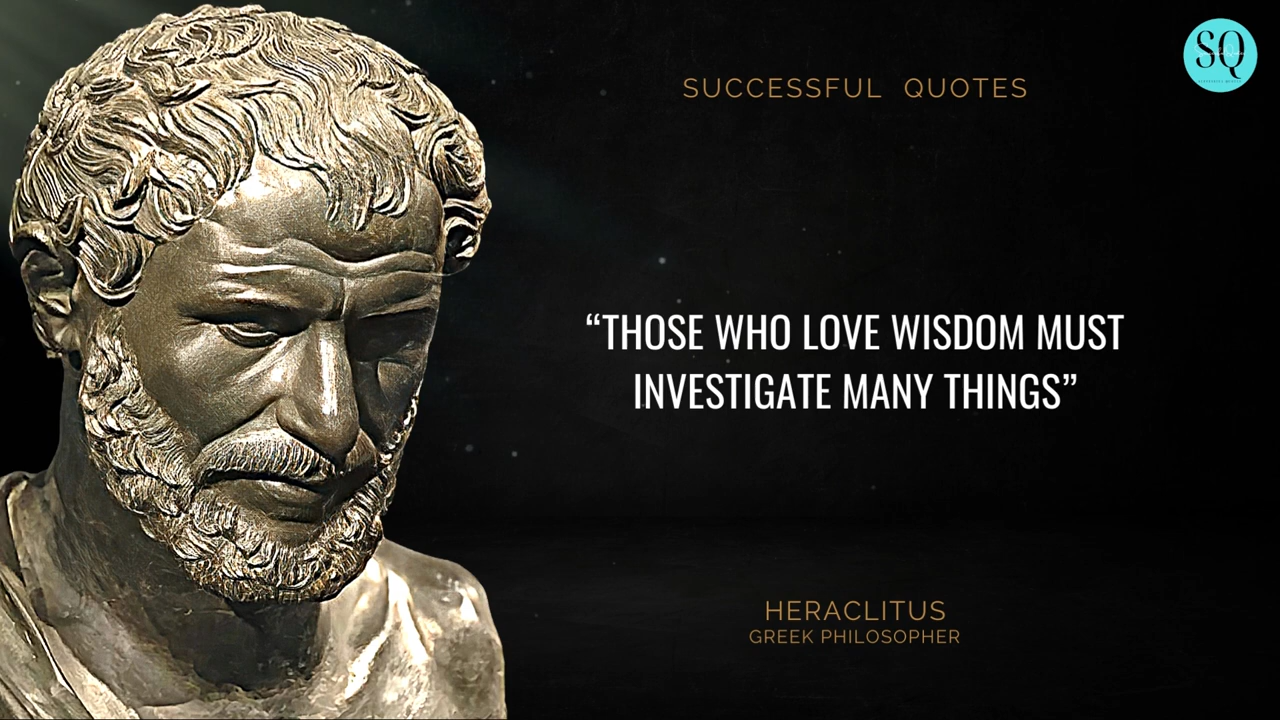 SQ
SUCCESSFUL QUOTES
“THOSE WHO LOVE WISDOM MUST
INVESTIGATE MANY THINGS”
HERACLITUS
GREEK PHILOSOPHER